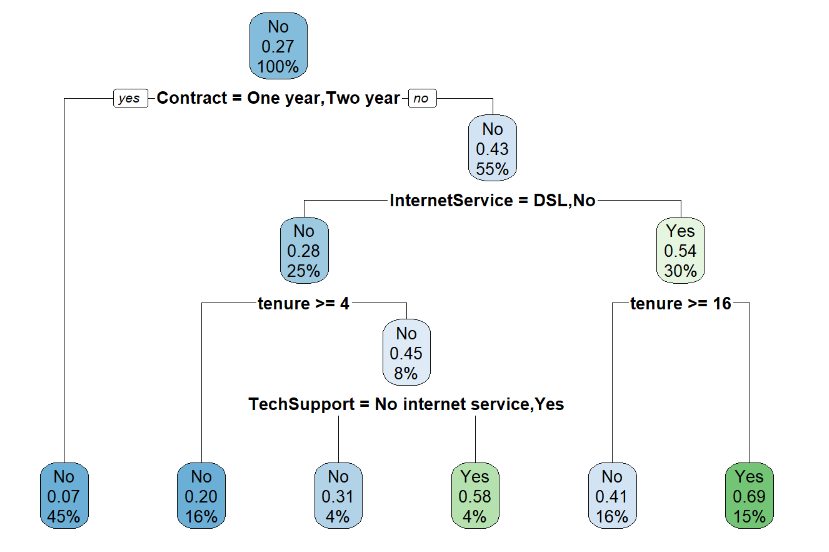 No
0.27
100%
yes Contract = One year,Two year no
No
0.43
55%
InternetService = DSL,No
No
0.28
25%
Yes
0.54
30%
tenure >= 4
tenure >= 16
No
0.45
8%
TechSupport = No internet service,Yes
No
0.07
45%
No
0.20
16%
No
0.31
4%
Yes
0.58
4%
No
0.41
16%
Yes
0.69
15%